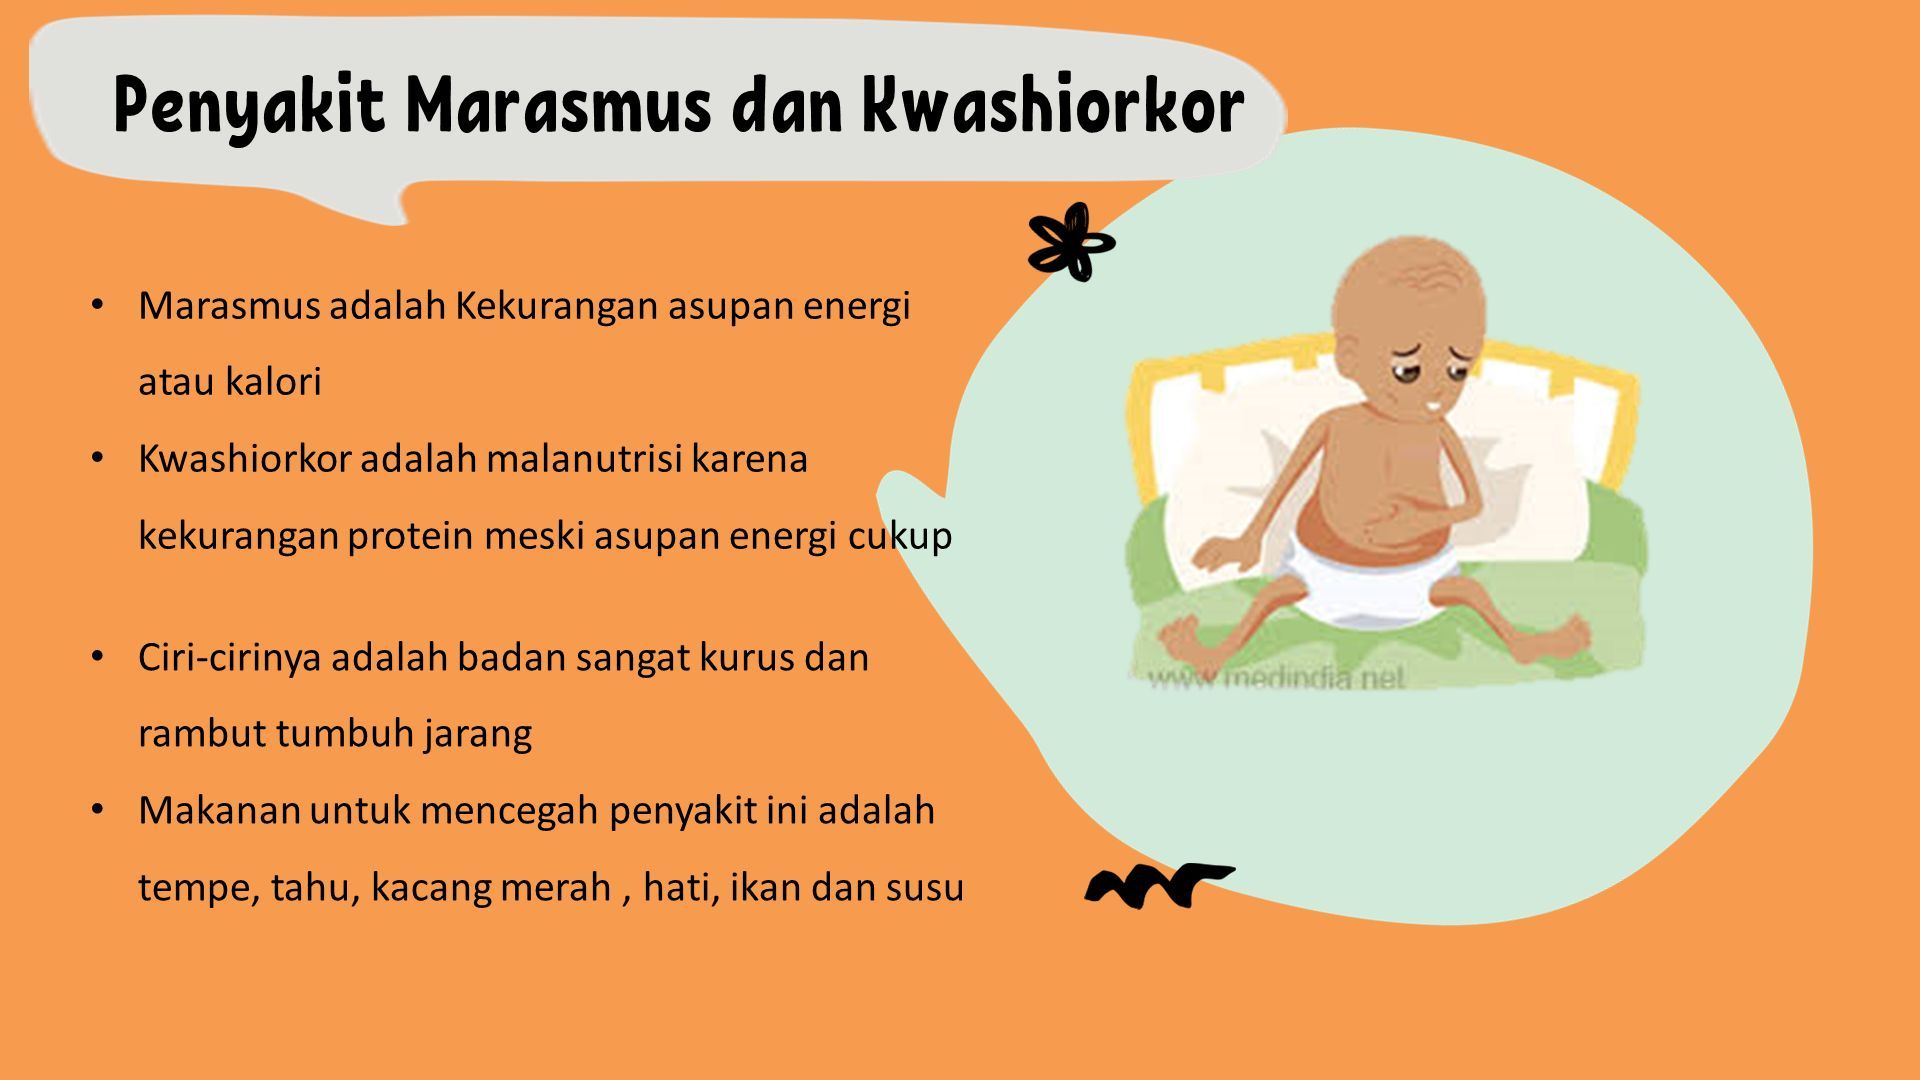 Penyakit Marasmus dan Kwashiorkor
• Marasmus adalah Kekurangan asupan energi
atau kalori
• Kwashiorkor adalah malanutrisi karena
kekurangan protein meski asupan energi cukup
• Ciri-cirinya adalah badan sangat kurus dan
rambut tumbuh jarang
• Makanan untuk mencegah penyakit ini adalah
tempe, tahu, kacang merah , hati, ikan dan susu
www.medindia.net